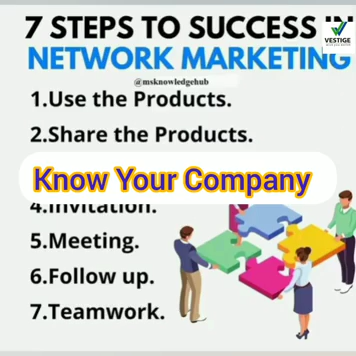 7 STEPS TO SUCCESS
NETWORK MARKETING
VESTIGE
@msknowledgehub
1.Use the Products.
2.Share the Products.
Know Your Company
4.Invitation.
5.Meeting.
6.Follow up.
7.Teamwork.